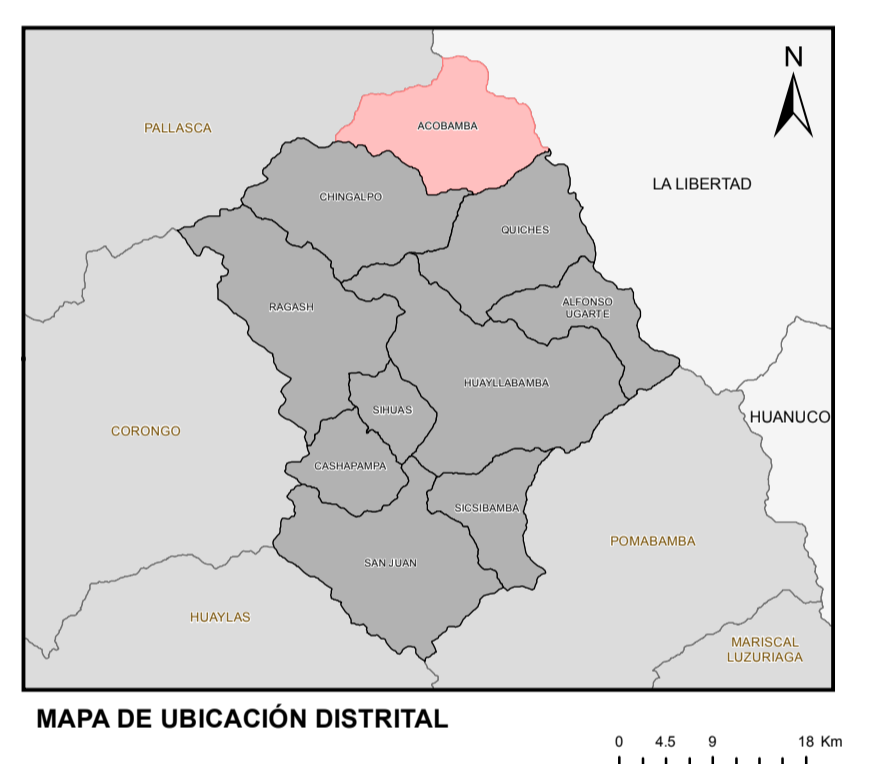 N
ACOBAMBA
PALLASCA
LA LIBERTAD
CHINGALPO
QUICHES
RAGASH
ALFONSO
UGARTE
HUAYLLABAMBA
SIHUAS
HUANUCO
CORONGO
CASHAPAMPA
SICSIBAMBA
POMABAMBA
SAN JUAN
HUAYLAS
MARISCAL
LUZURIAGA
MAPA DE UBICACIÓN DISTRITAL
0 4.5 9 18 Km